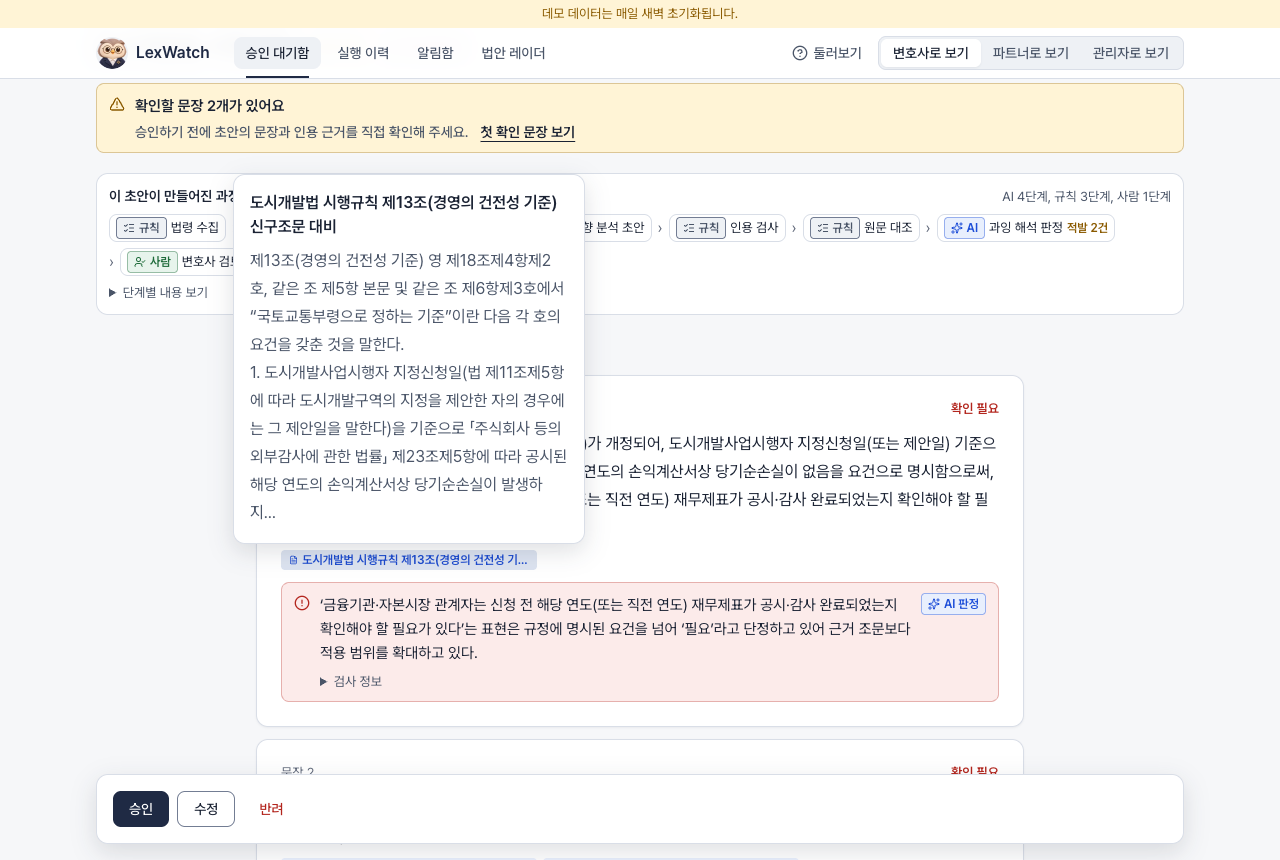 데모 데이터는 매일 새벽 초기화됩니다.
LexWatch
승인 대기함
실행 이력
알림함
법안 레이더
둘러보기
변호사로 보기
파트너로 보기
관리자로 보기
확인할 문장 2개가 있어요
승인하기 전에 초안의 문장과 인용 근거를 직접 확인해 주세요. 첫 확인 문장 보기
이 초안이 만들어진
AI 4단계, 규칙 3단계, 사람 1단계
규칙 법령 수집
분석 초안 › 규칙 인용 검사 › 규칙 원문 대조 › AI 과잉 해석 판정 적발 2건
› 사람 변호사
단계별 내용 보기
도시개발법 시행규칙 제13조(경영의 건전성 기준)
신구조문 대비
제13조(경영의 건전성 기준) 영 제18조제4항제2
호, 같은 조 제5항 본문 및 같은 조 제6항제3호에서
“국토교통부령으로 정하는 기준”이란 다음 각 호의
요건을 갖춘 것을 말한다.
1. 도시개발사업시행자 지정신청일(법 제11조제5항
에 따라 도시개발구역의 지정을 제안한 자의 경우에
는 그 제안일을 말한다)을 기준으로 「주식회사 등의
외부감사에 관한 법률」 제23조제5항에 따라 공시된
해당 연도의 손익계산서상 당기순손실이 발생하
지...
확인 필요
)가 개정되어, 도시개발사업시행자 지정신청일(또는 제안일) 기준으
연도의 손익계산서상 당기순손실이 없음을 요건으로 명시함으로써,
는 직전 연도) 재무제표가 공시·감사 완료되었는지 확인해야 할 필
도시개발법 시행규칙 제13조(경영의 건전성 기...
‘금융기관·자본시장 관계자는 신청 전 해당 연도(또는 직전 연도) 재무제표가 공시·감사 완료되었는지
확인해야 할 필요가 있다’는 표현은 규정에 명시된 요건을 넘어 ‘필요’라고 단정하고 있어 근거 조문보다
적용 범위를 확대하고 있다.
AI 판정
검사 정보
문장 2
확인 필요
승인
수정
반려